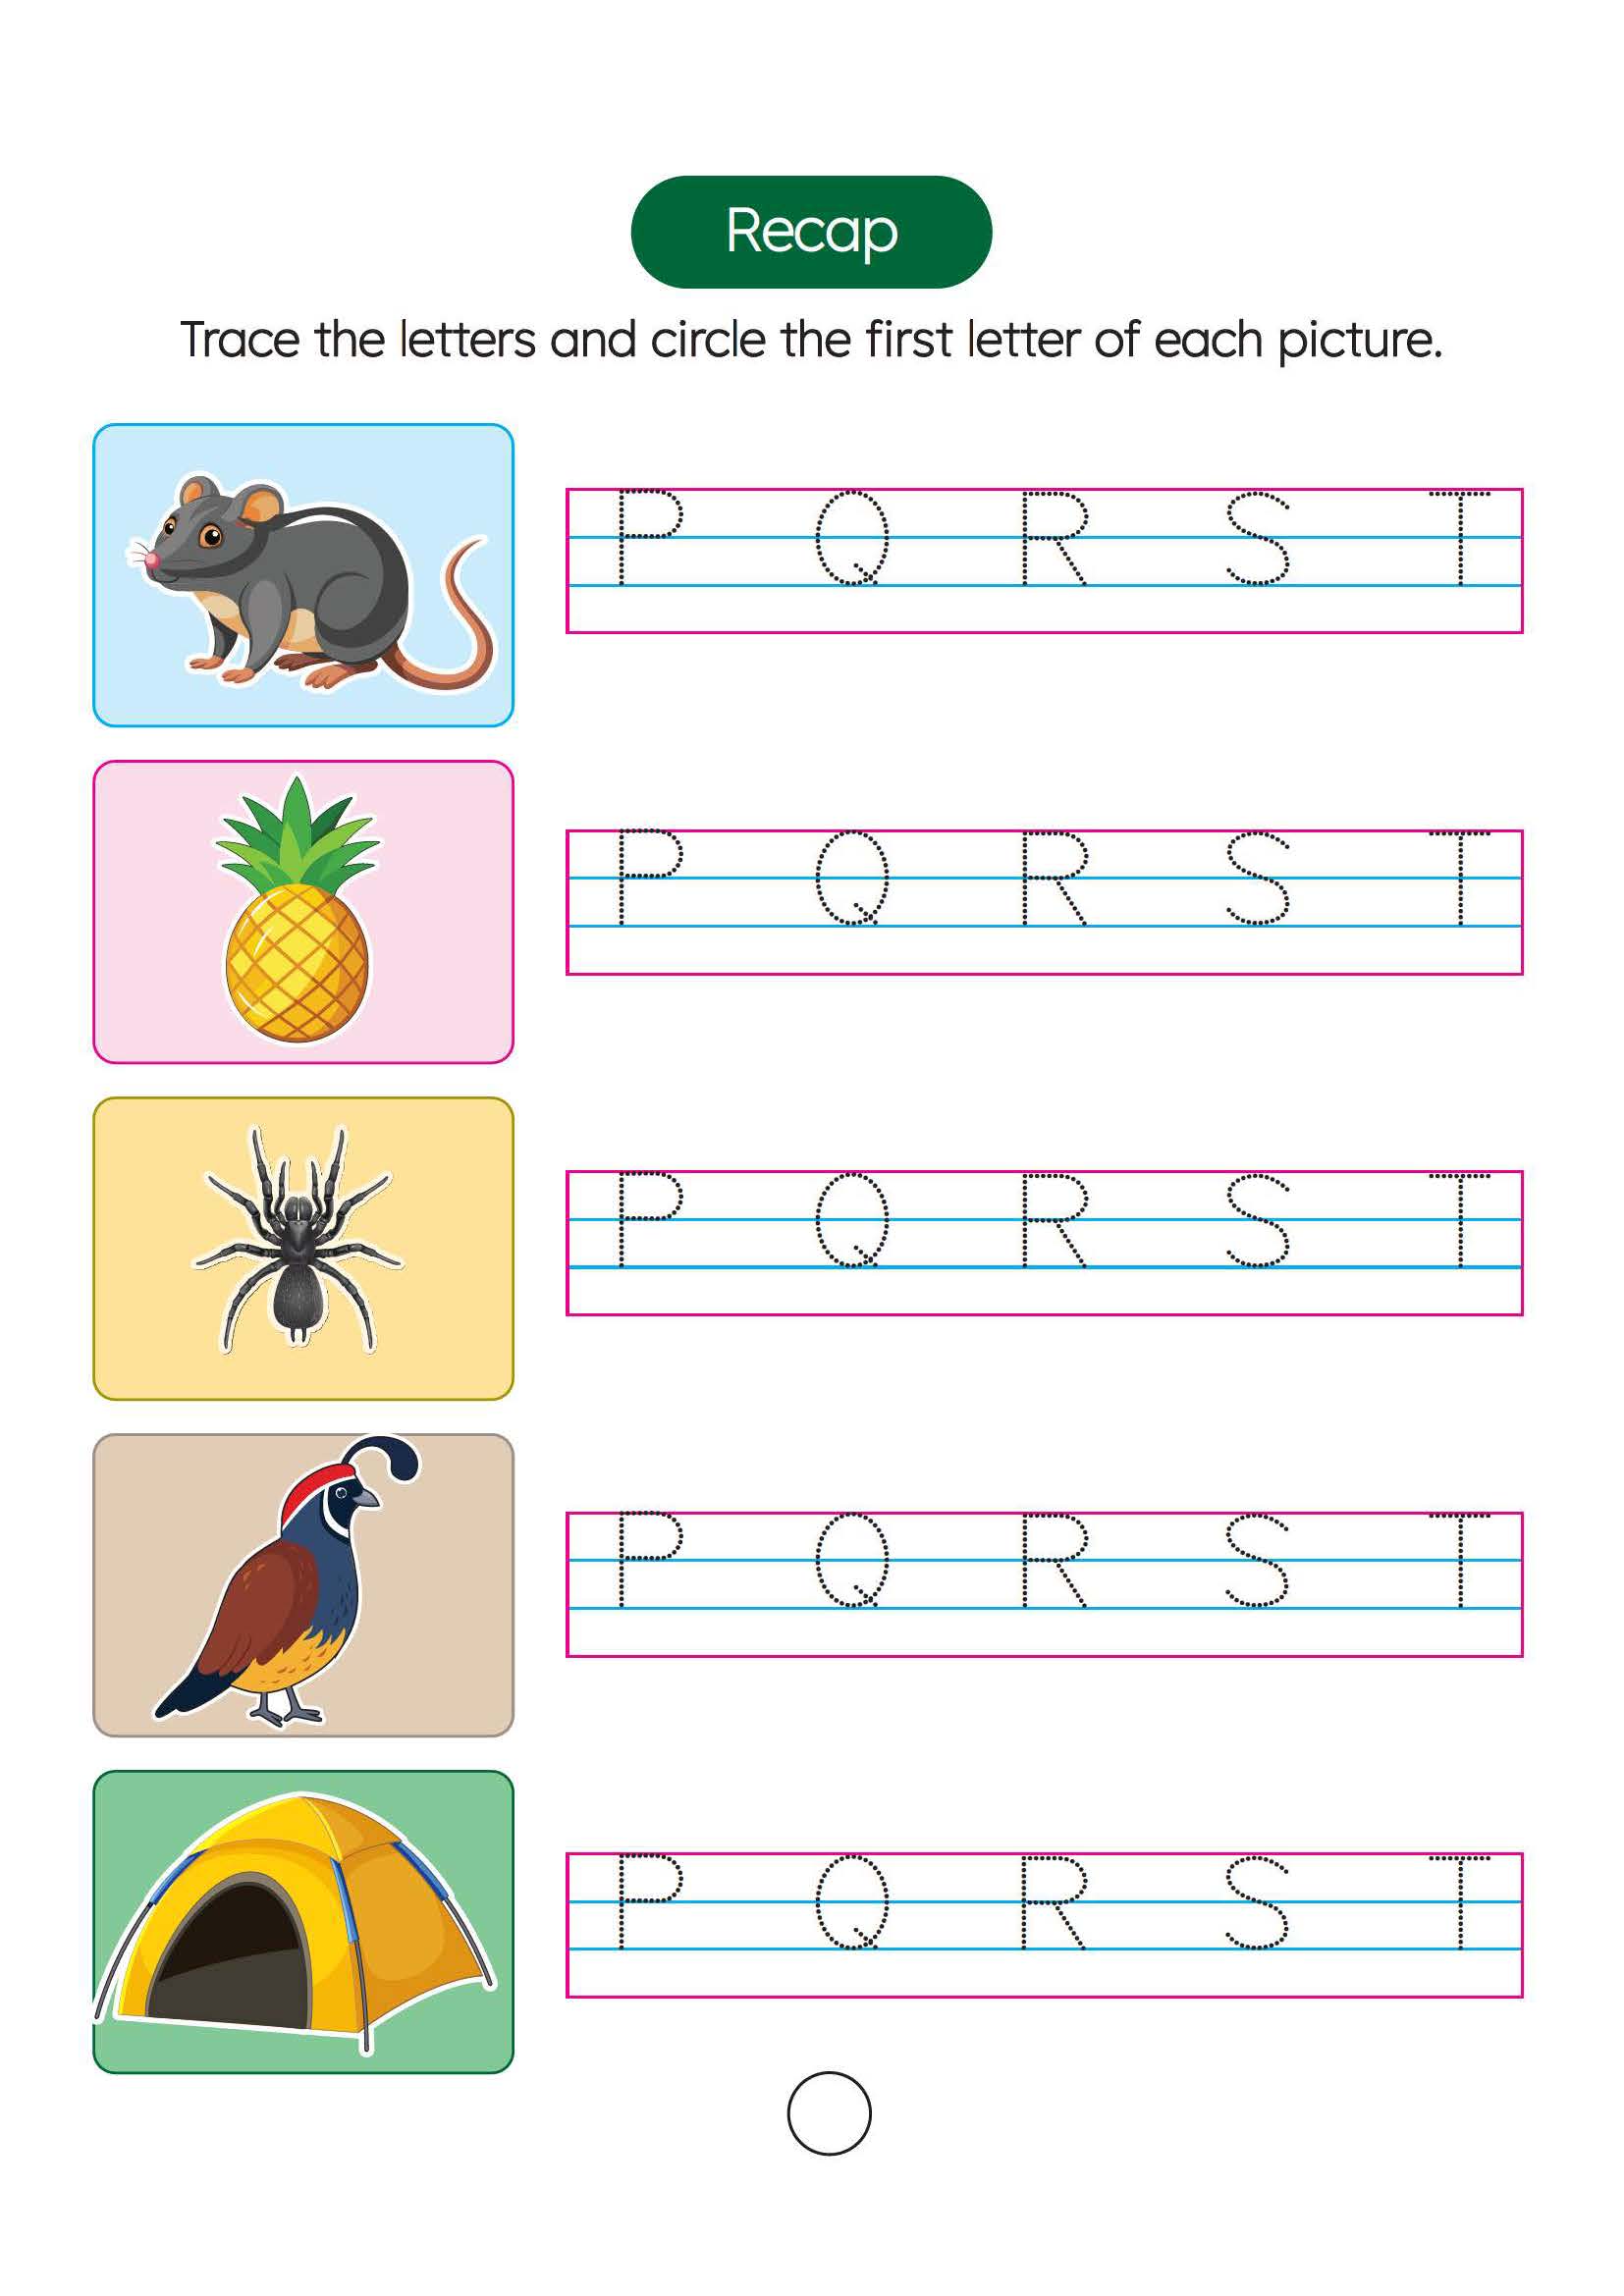 Recap
Trace the letters and circle the first letter of each picture.
P Q R S T
P Q R S T
P Q R S T
P Q R S T
P Q R S T